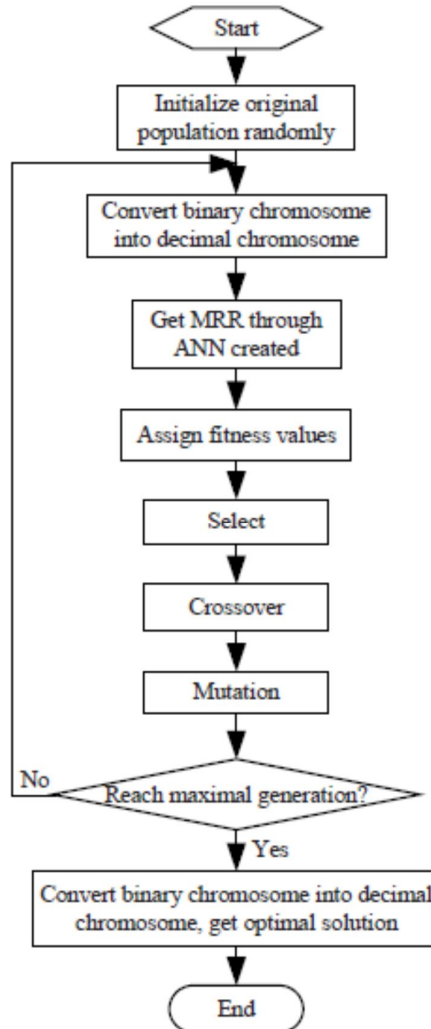 Start
Initialize original
population randomly
Convert binary chromosome
into decimal chromosome
Get MRR through
ANN created
Assign fitness values
Select
Crossover
Mutation
Reach maximal generation?
No
Yes
Convert binary chromosome into decimal
chromosome, get optimal solution
End